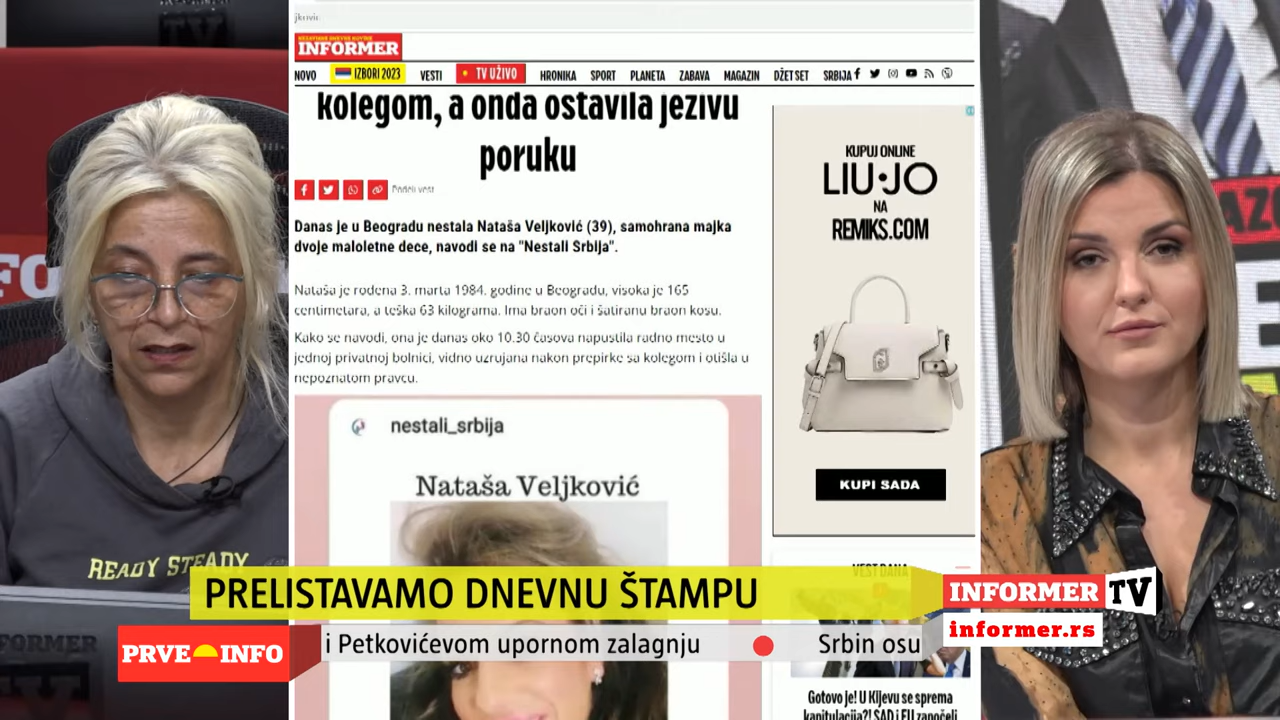 jkovic
INFORMER
NOVO
IZBORI 2023
VESTI
TV UŽIVO
HRONIKA
SPORT
PLANETA
ZABAVA
MAGAZIN
DŽET SET
SRBIJA
kolegom, a onda ostavila jezivu
poruku
Podeli vest
Danas je u Beogradu nestala Nataša Veljković (39), samohrana majka
dvoje maloletne dece, navodi se na "Nestali Srbija".
Nataša je rođena 3. marta 1984. godine u Beogradu, visoka je 165
centimetara, a teška 63 kilograma. Ima braon oči i šatiranu braon kosu.
Kako se navodi, ona je danas oko 10.30 časova napustila radno mesto u
jednoj privatnoj bolnici, vidno uzrujana nakon prepirke sa kolegom i otišla u
nepoznatom pravcu.
nestali_srbija
Nataša Veljković
KUPUJ ONLINE
LIU·JO
NA
REMIKS.COM
KUPI SADA
VEST DANA
Gotovo je! U Kijevu se sprema
kapitulacija?! SAD i EU započeli
READY STEADY
PRELISTAVAMO DNEVNU ŠTAMPU
INFORMER TV
informer.rs
PRVE INFO
i Petkovićevom upornom zalagnju
Srbin osu